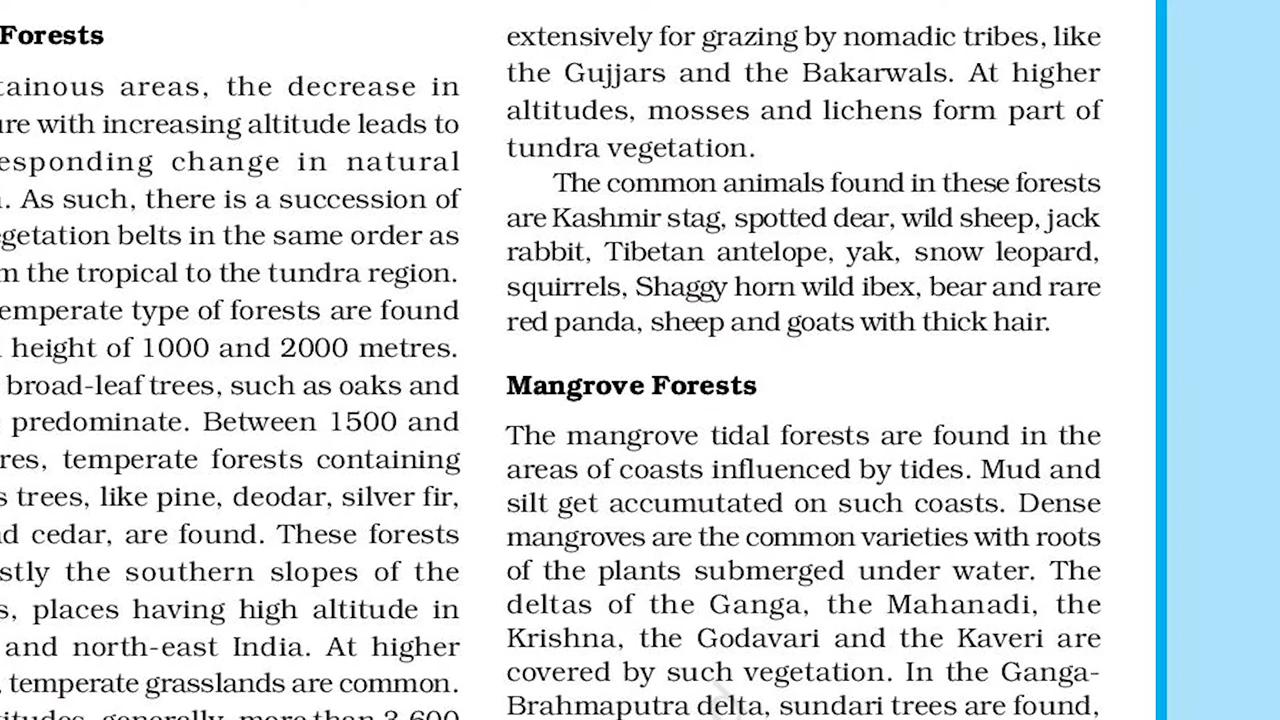 Forests
areas, the decrease in
with increasing altitude leads to
change in natural
. As such, there is a succession of
belts in the same order as
the tropical to the tundra region.
type of forests are found
height of 1000 and 2000 metres.
broad-leaf trees, such as oaks and
predominate. Between 1500 and
temperate forests containing
trees, like pine, deodar, silver fir,
cedar, are found. These forests
the southern slopes of the
places having high altitude in
and north-east India. At higher
, temperate grasslands are common.
generally, more than 3,600
extensively for grazing by nomadic tribes, like
the Gujjars and the Bakarwals. At higher
altitudes, mosses and lichens form part of
tundra vegetation.
The common animals found in these forests
are Kashmir stag, spotted dear, wild sheep, jack
rabbit, Tibetan antelope, yak, snow leopard,
squirrels, Shaggy horn wild ibex, bear and rare
red panda, sheep and goats with thick hair.
Mangrove Forests
The mangrove tidal forests are found in the
areas of coasts influenced by tides. Mud and
silt get accumutated on such coasts. Dense
mangroves are the common varieties with roots
of the plants submerged under water. The
deltas of the Ganga, the Mahanadi, the
Krishna, the Godavari and the Kaveri are
covered by such vegetation. In the Ganga-
Brahmaputra delta, sundari trees are found,